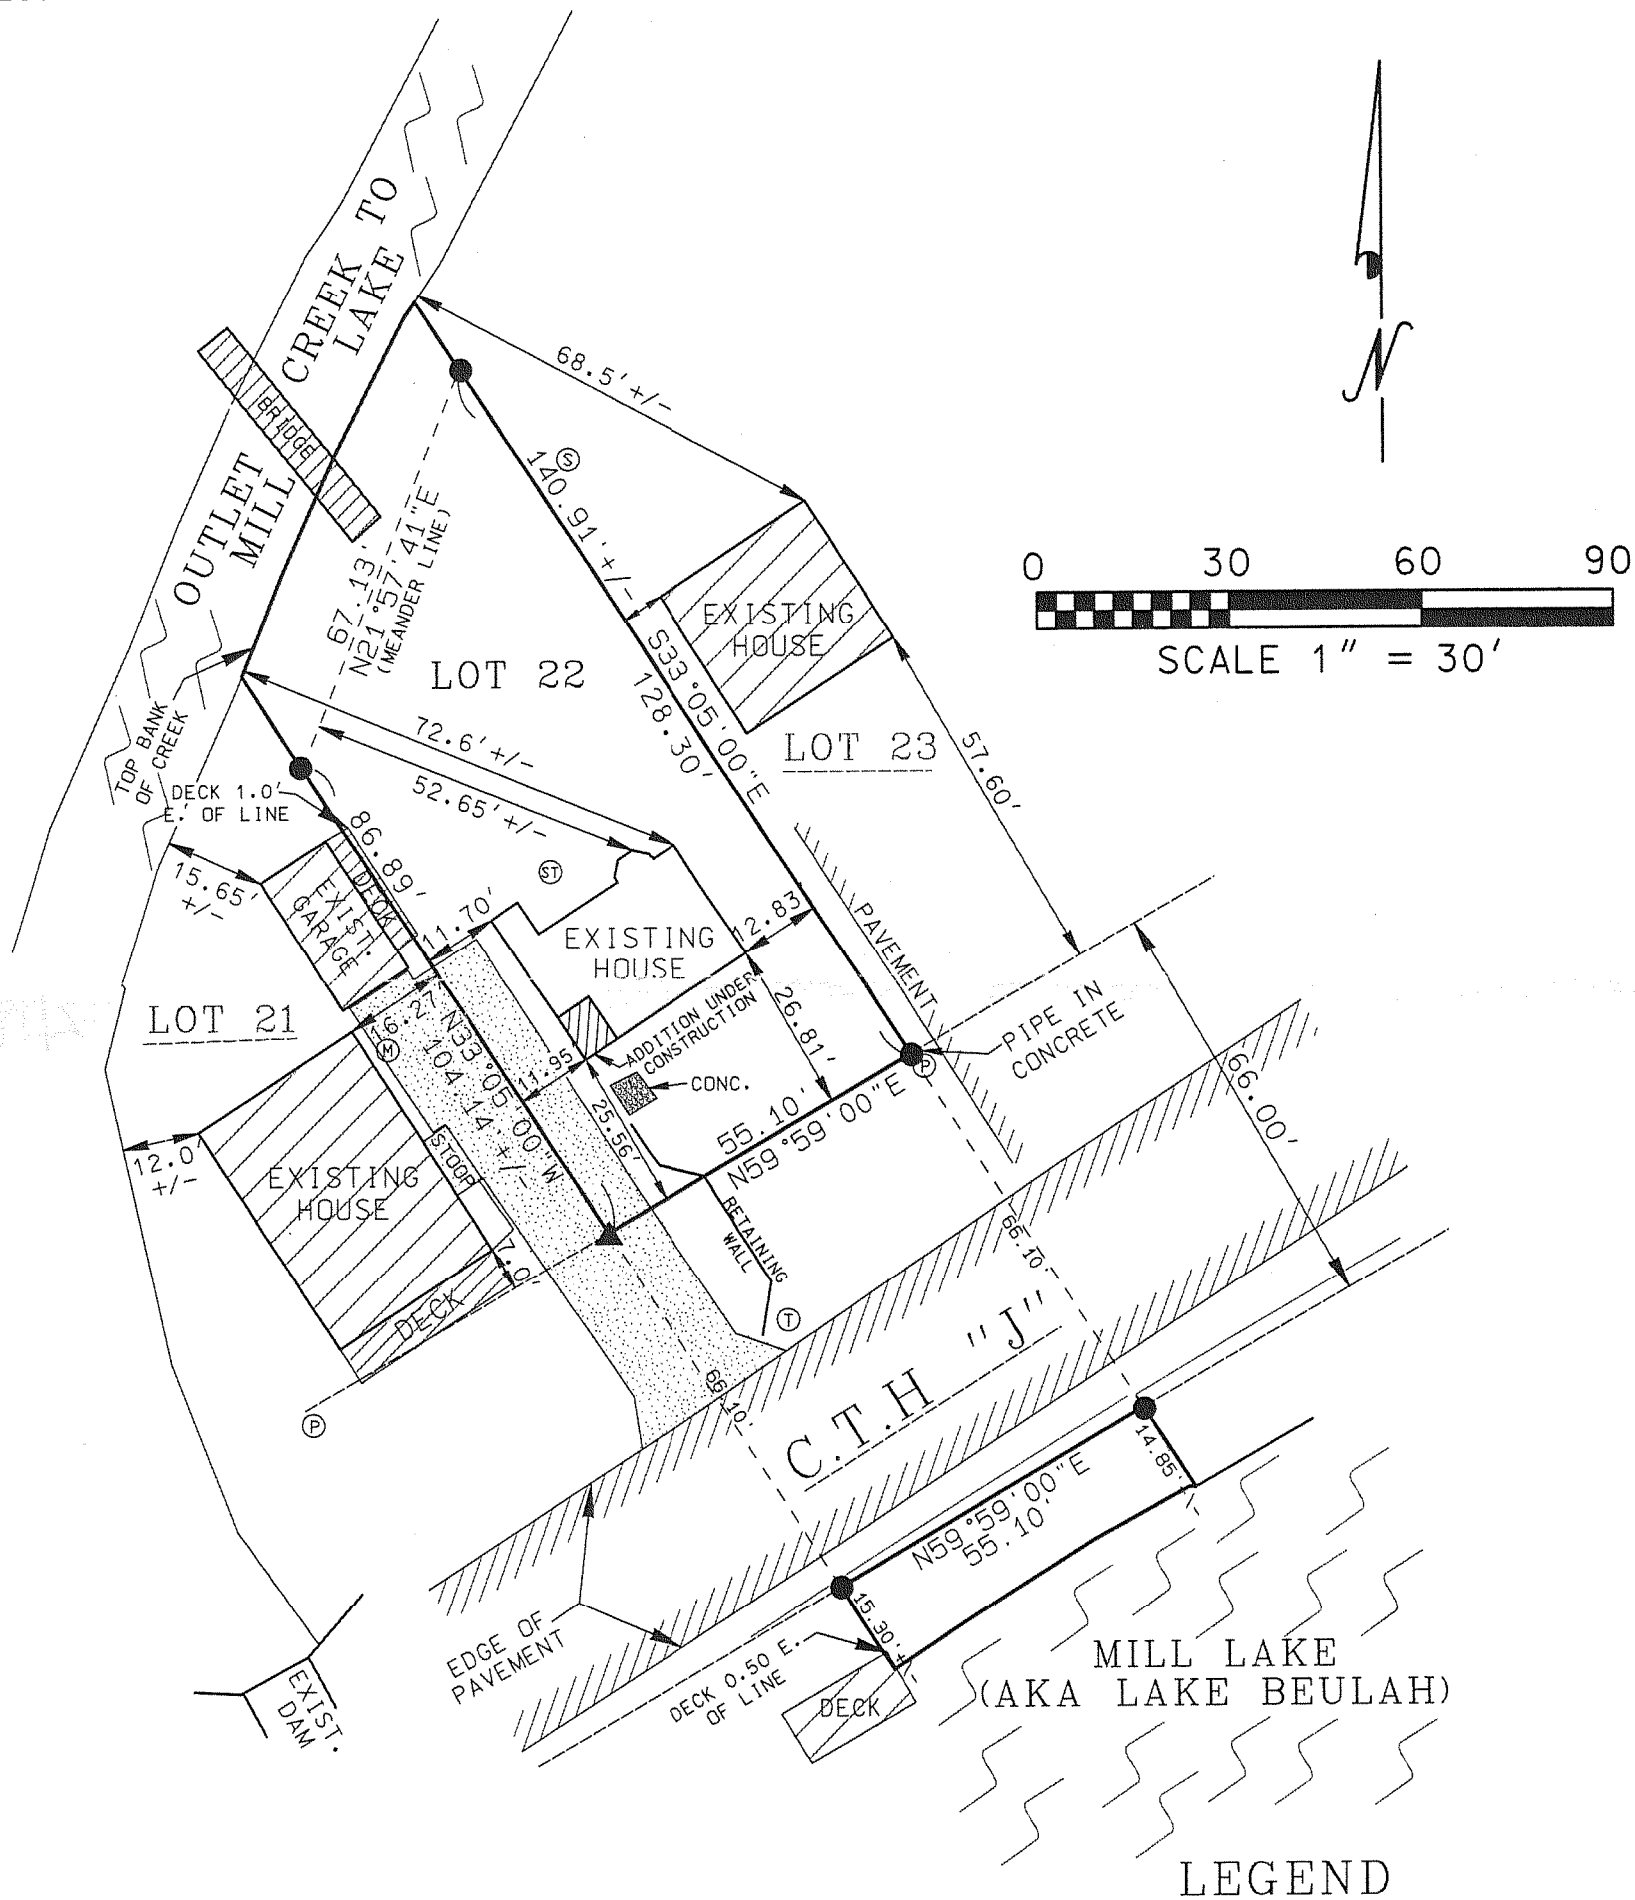 CREEK TO
LAKE
OUTLET
MILL
BRIDGE
68.5'+/-
N
0 30 60 90
SCALE 1" = 30'
S
140.91'+/-
S33°05'00"E
128.30'
EXISTING
HOUSE
67.13'
N21°57'41"E
(MEANDER LINE)
LOT 22
LOT 23
57.60'
72.6'+/-
52.65'+/-
TOP BANK
OF CREEK
DECK 1.0'
E. OF LINE
86.89'
15.65'
+/-
EXIST.
GARAGE
DECK
ST
11.70'
EXISTING
HOUSE
12.83'
PAVEMENT
LOT 21
16.27'
M
N33°05'00"W
104.14'+/-
11.95
ADDITION UNDER
CONSTRUCTION
CONC.
26.81'
25.56'
PIPE IN
CONCRETE
P
66.00'
55.10'
N59°59'00"E
12.0'
+/-
EXISTING
HOUSE
STOOP
7.0'
DECK
RETAINING
WALL
T
66.10'
66.10'
P
C.T.H "J"
14.85'
N59°59'00"E
55.10'
15.30'±
EDGE OF
PAVEMENT
DECK 0.50 E.
OF LINE
DECK
MILL LAKE
(AKA LAKE BEULAH)
EXIST.
DAM
LEGEND